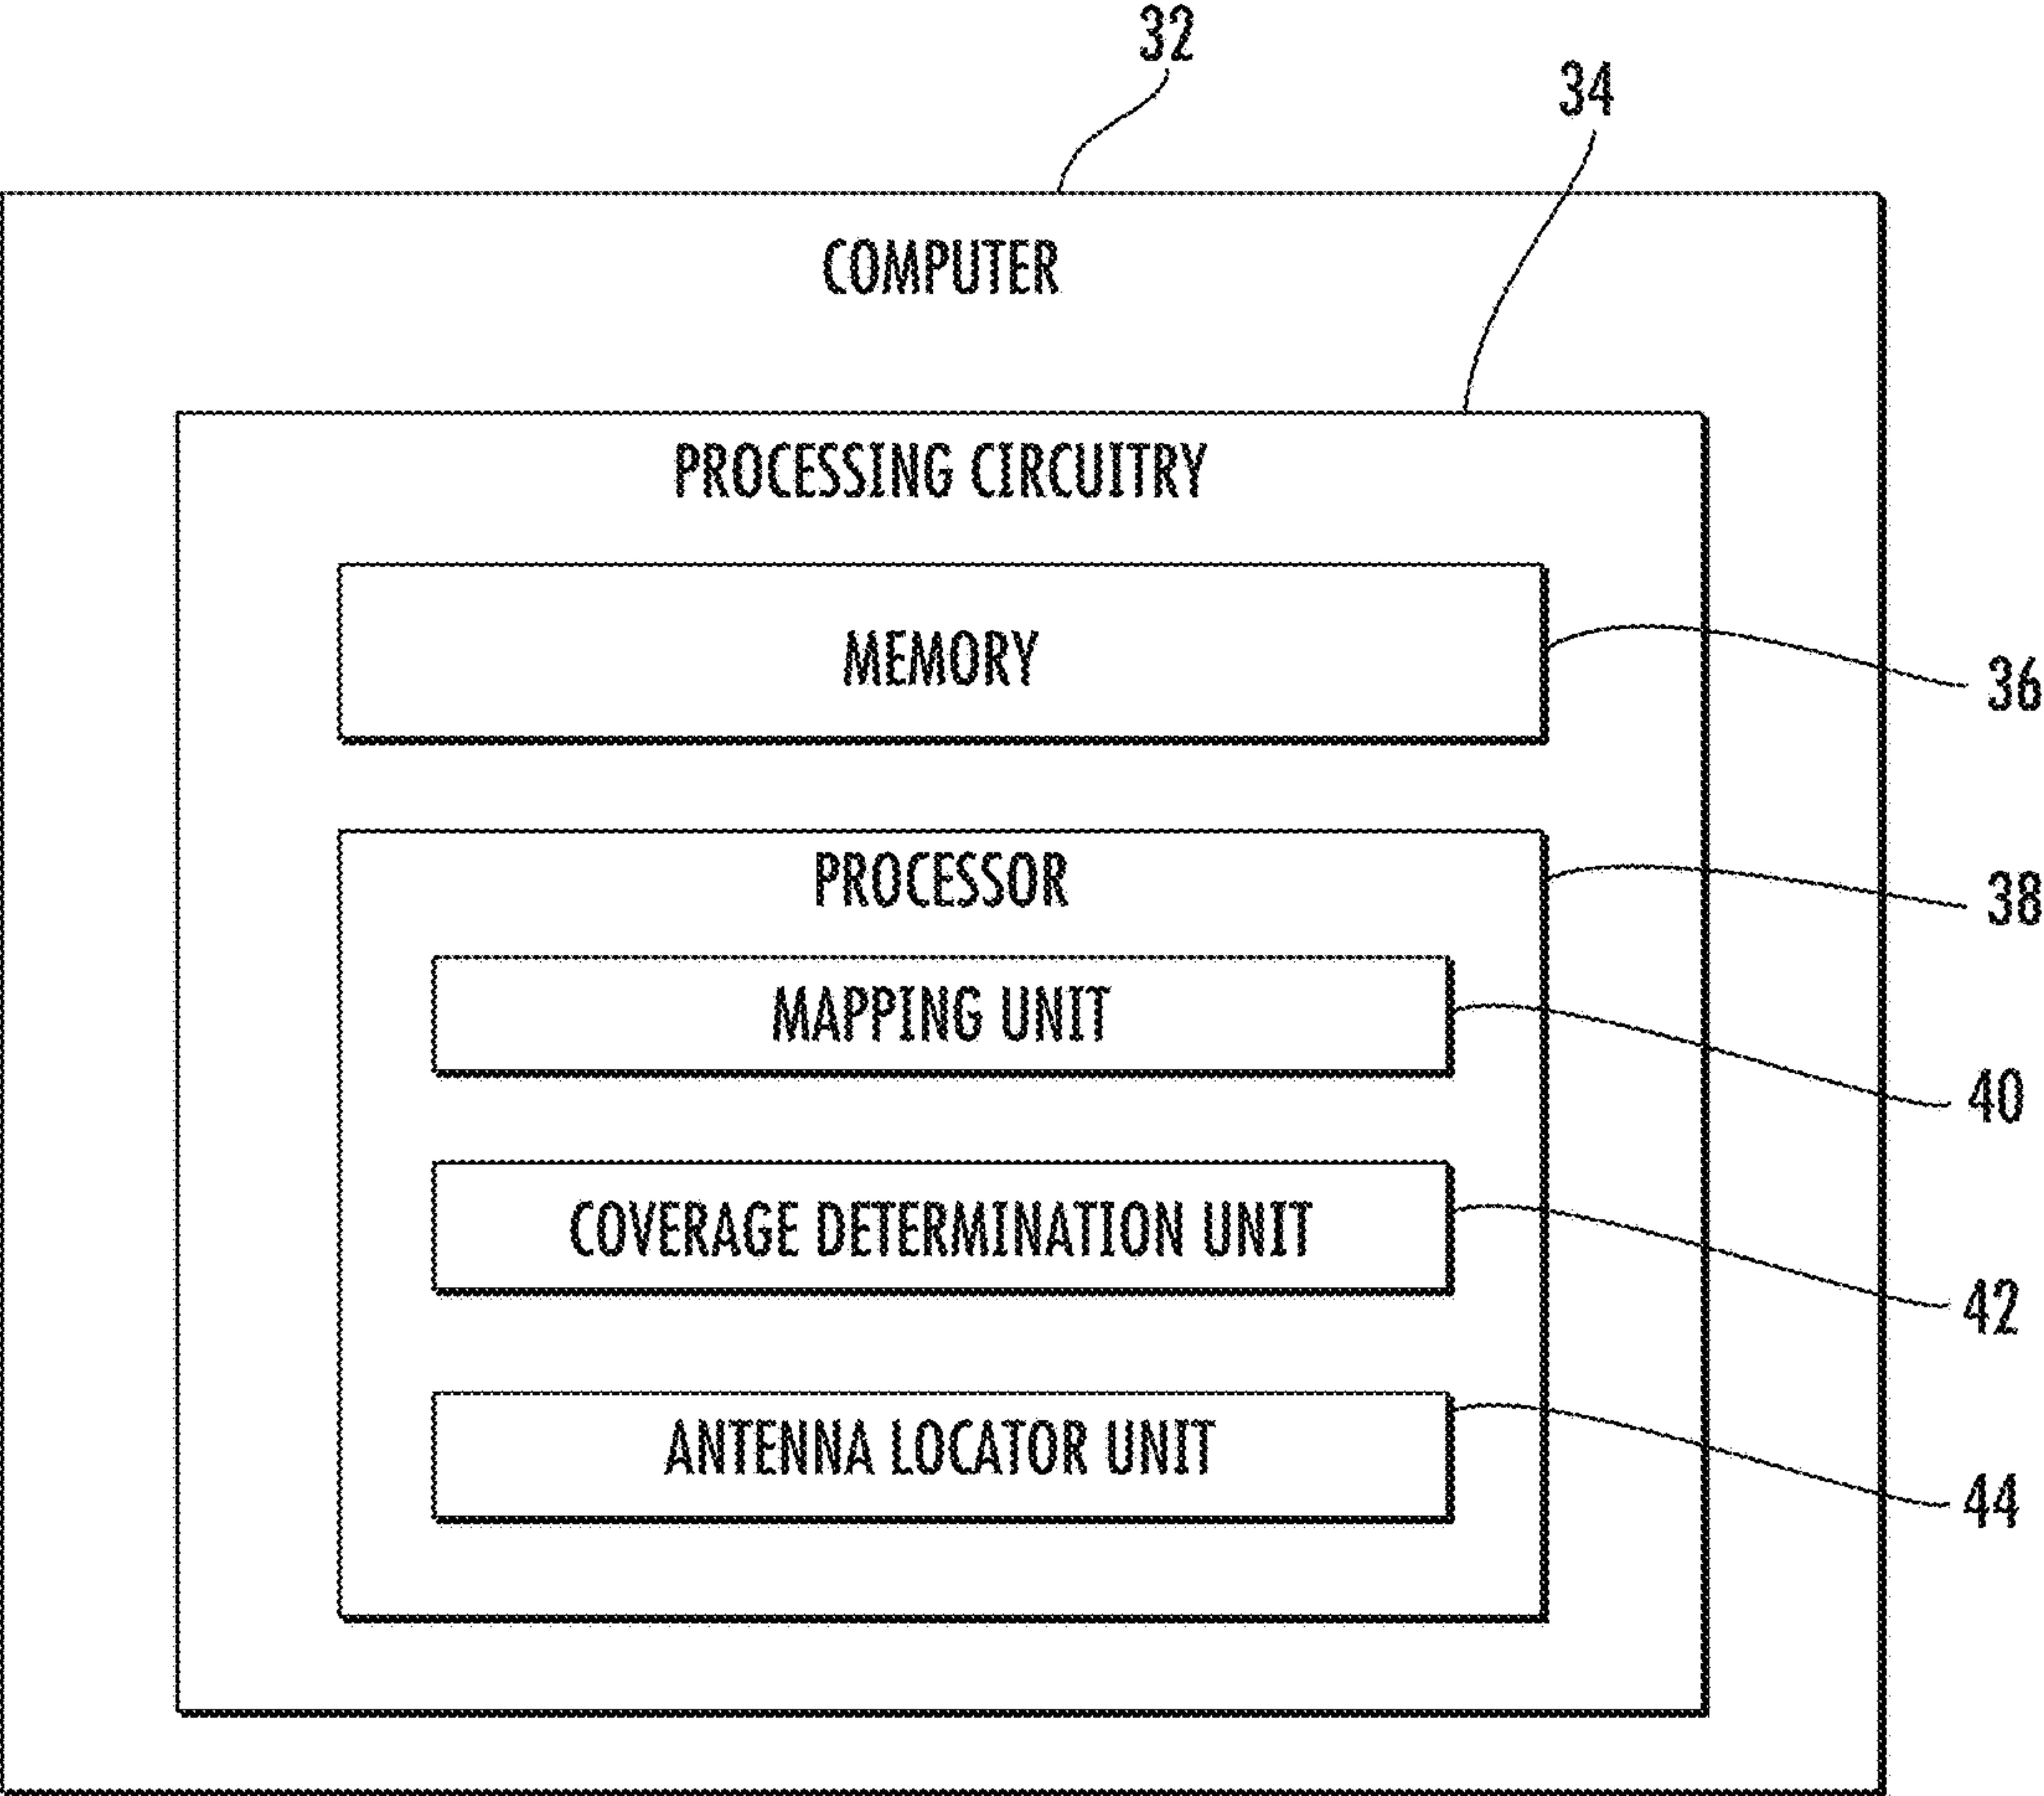 32
34
COMPUTER
PROCESSING CIRCUITRY
MEMORY
36
PROCESSOR
38
MAPPING UNIT
40
COVERAGE DETERMINATION UNIT
42
ANTENNA LOCATOR UNIT
44